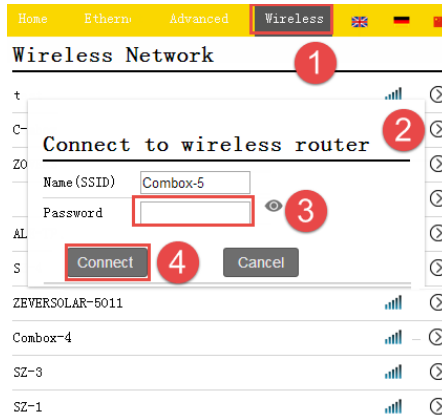 Home Ethern Advanced Wireless
Wireless Network
1
t
C-
2
Connect to wireless router
ZO
Name(SSID) Combox-5
Password
3
AL
S
Connect
4
Cancel
ZEVERSOLAR-5011
Combox-4
SZ-3
SZ-1